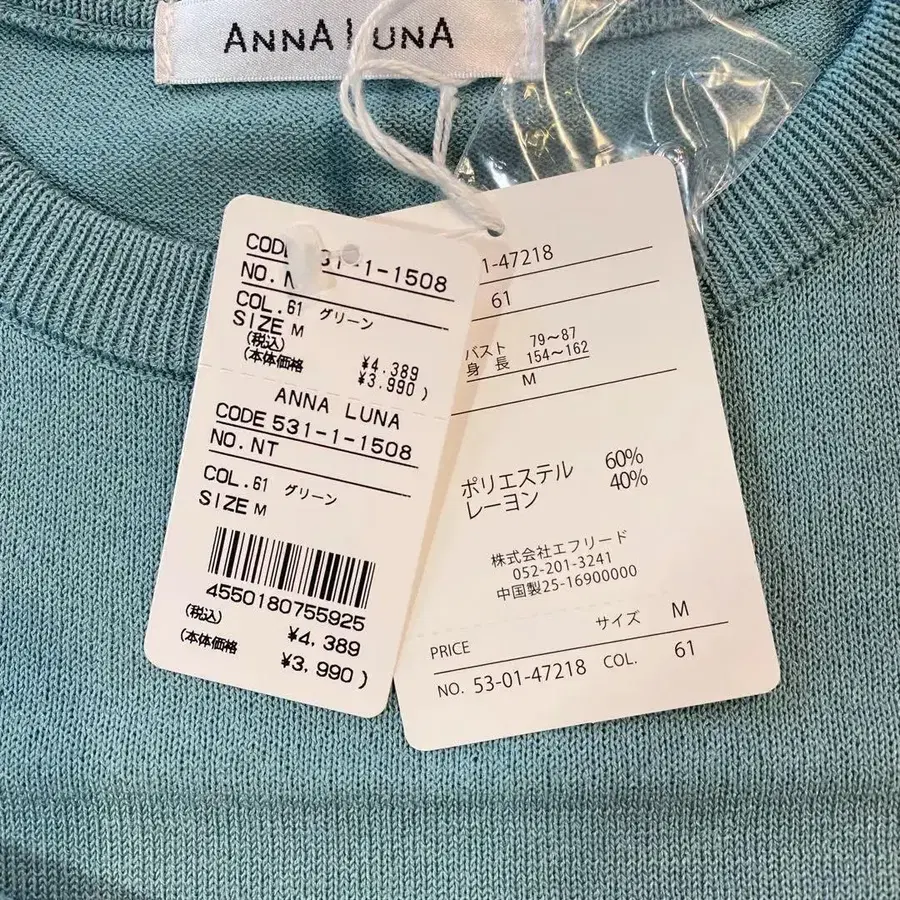 ANNA LUNA
CODE 531-1-1508
NO. N
COL.61 グリーン
SIZE M
(税込) ¥4,389
(本体価格 ¥3,990)
ANNA LUNA
CODE 531-1-1508
NO. NT
COL.61 グリーン
SIZE M
4550180755925
(税込) ¥4,389
(本体価格 ¥3,990)
1-47218
61
バスト 79～87
身長 154～162
M
ポリエステル 60%
レーヨン 40%
株式会社エフリード
052-201-3241
中国製25-16900000
サイズ M
PRICE
NO. 53-01-47218 COL. 61